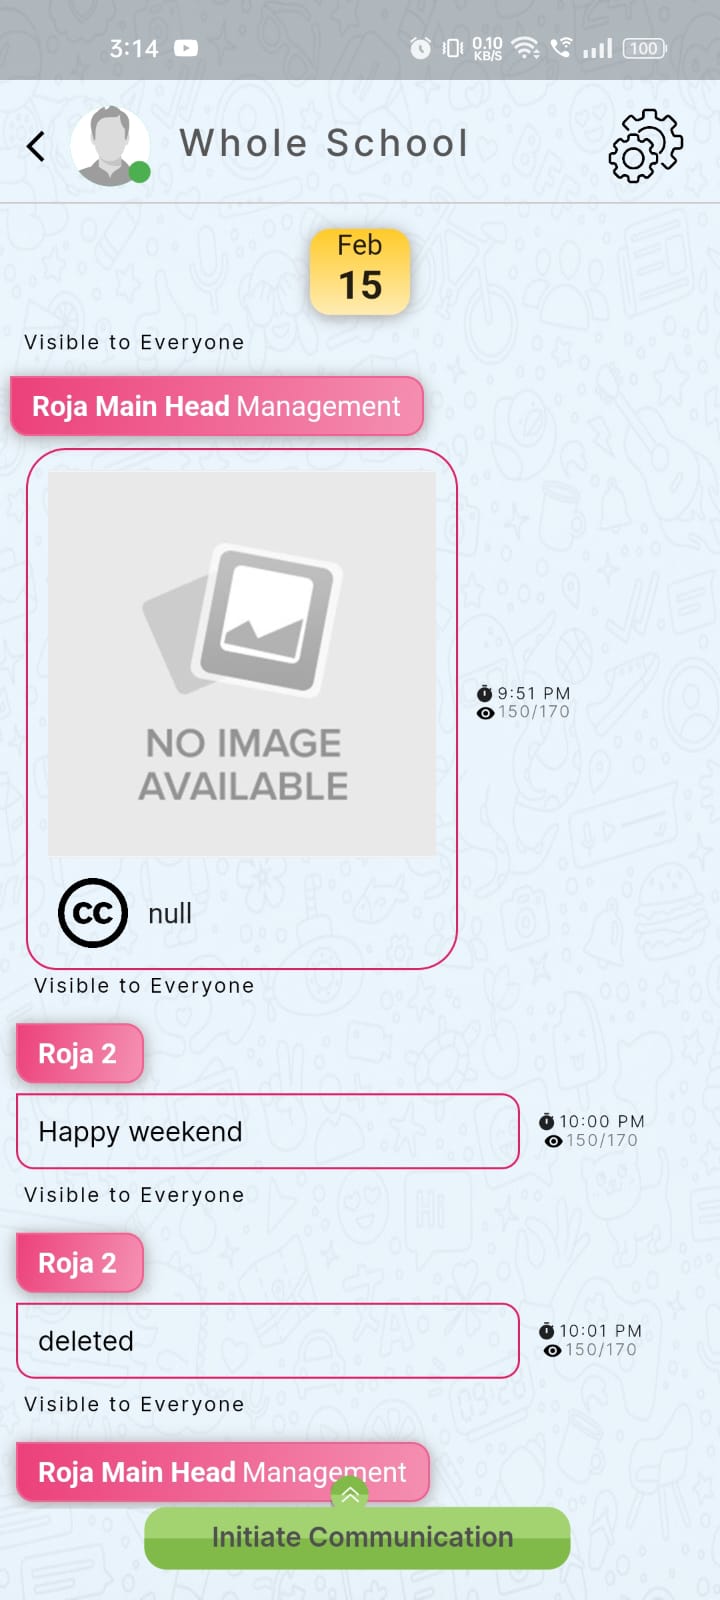 3:14
0.10
KB/S
100
Whole School
Feb
15
Visible to Everyone
Roja Main Head Management
NO IMAGE
AVAILABLE
9:51 PM
150/170
CC null
Visible to Everyone
Roja 2
Happy weekend
10:00 PM
150/170
Visible to Everyone
Roja 2
deleted
10:01 PM
150/170
Visible to Everyone
Roja Main Head Management
Initiate Communication